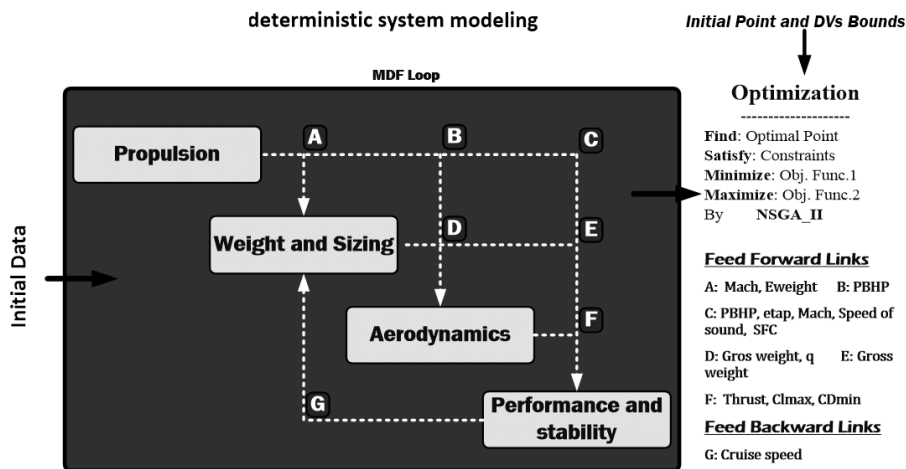 deterministic system modeling
Initial Point and DVs Bounds
MDF Loop
Initial Data
Propulsion
A
B
C
Weight and Sizing
D
E
Aerodynamics
F
G
Performance and
stability
Optimization
--------------------
Find: Optimal Point
Satisfy: Constraints
Minimize: Obj. Func.1
Maximize: Obj. Func.2
By NSGA_II
Feed Forward Links
A: Mach, Eweight B: PBHP
C: PBHP, etap, Mach, Speed of
sound, SFC
D: Gros weight, q E: Gross
weight
F: Thrust, Clmax, CDmin
Feed Backward Links
G: Cruise speed